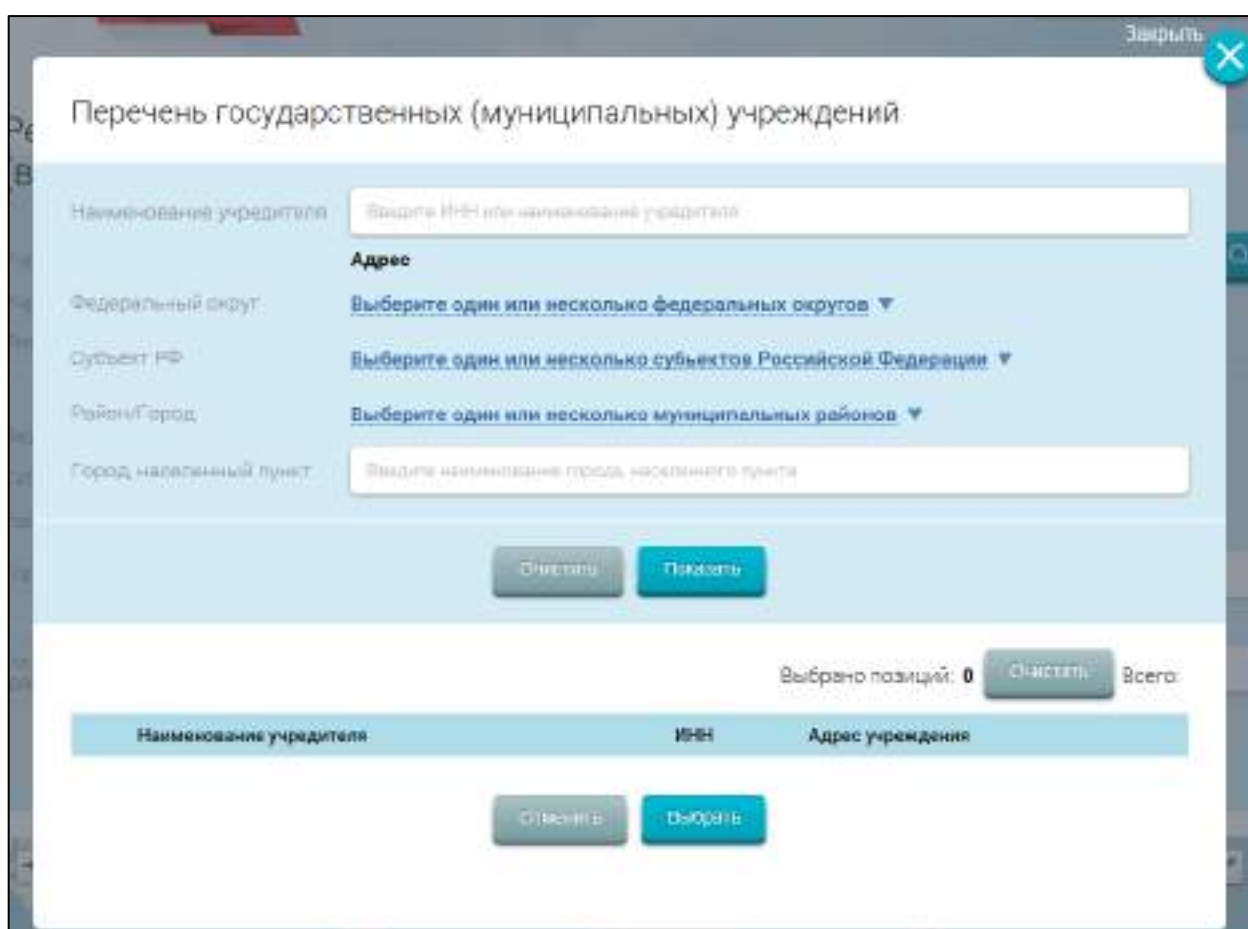 Закрыть
Перечень государственных (муниципальных) учреждений
Наименование учредителя
Введите ИНН или наименование учредителя
Адрес
Федеральный округ
Выберите один или несколько федеральных округов ▼
Субъект РФ
Выберите один или несколько субъектов Российской Федерации ▼
Район/Город
Выберите один или несколько муниципальных районов ▼
Город, населенный пункт
Введите наименование города, населенного пункта
Очистить Показать
Выбрано позиций: 0 Очистить Всего:
Наименование учредителя ИНН Адрес учреждения
Отменить Выбрать